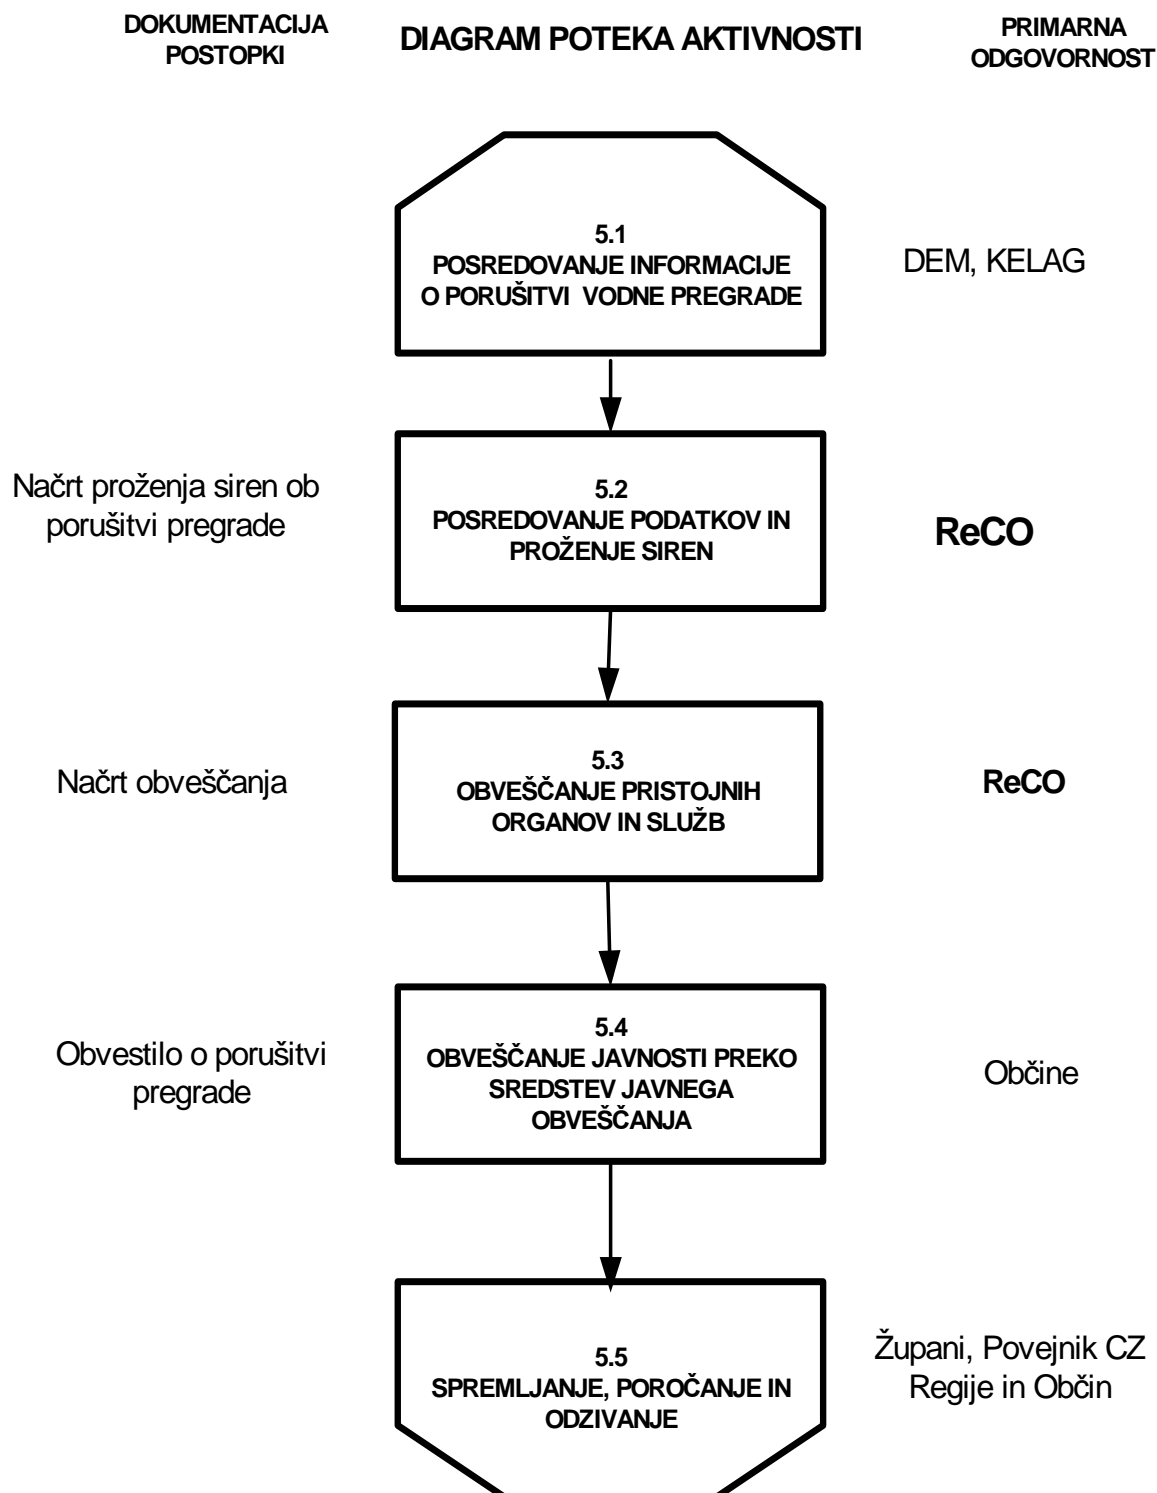 DOKUMENTACIJA
POSTOPKI
DIAGRAM POTEKA AKTIVNOSTI
PRIMARNA
ODGOVORNOST
5.1
POSREDOVANJE INFORMACIJE
O PORUŠITVI VODNE PREGRADE
DEM, KELAG
Načrt proženja siren ob
porušitvi pregrade
5.2
POSREDOVANJE PODATKOV IN
PROŽENJE SIREN
ReCO
Načrt obveščanja
5.3
OBVEŠČANJE PRISTOJNIH
ORGANOV IN SLUŽB
ReCO
Obvestilo o porušitvi
pregrade
5.4
OBVEŠČANJE JAVNOSTI PREKO
SREDSTEV JAVNEGA
OBVEŠČANJA
Občine
5.5
SPREMLJANJE, POROČANJE IN
ODZIVANJE
Župani, Povejnik CZ
Regije in Občin